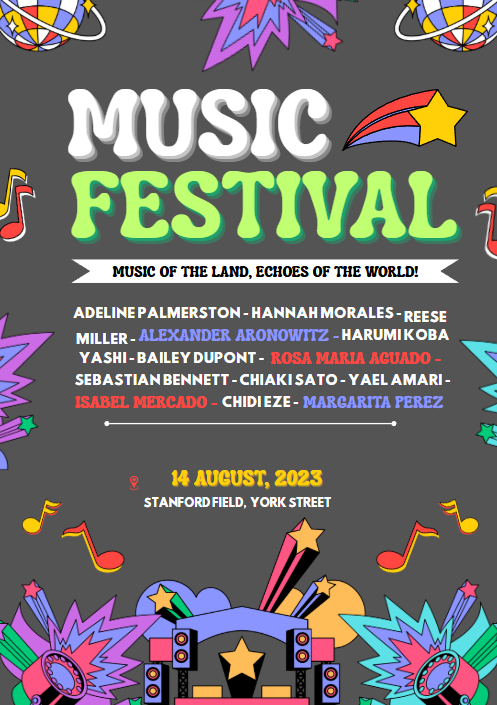 MUSIC
FESTIVAL
MUSIC OF THE LAND, ECHOES OF THE WORLD!
ADELINE PALMERSTON - HANNAH MORALES - REESE
MILLER - ALEXANDER ARONOWITZ - HARUMI KOBA
YASHI - BAILEY DUPONT - ROSA MARIA AGUADO -
SEBASTIAN BENNETT - CHIAKI SATO - YAEL AMARI -
ISABEL MERCADO - CHIDI EZE - MARGARITA PEREZ
14 AUGUST, 2023
STANFORD FIELD, YORK STREET